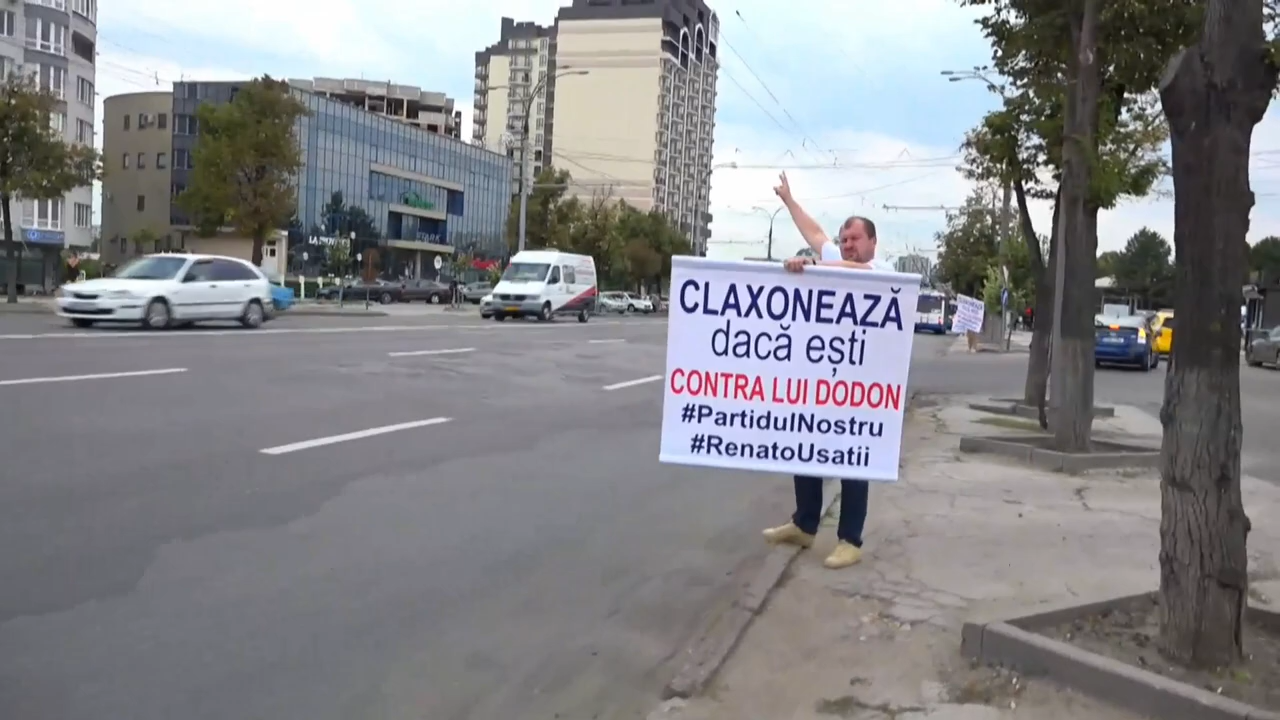 CLAXONEAZĂ
dacă ești
CONTRA LUI DODON
#PartidulNostru
#RenatoUsatii